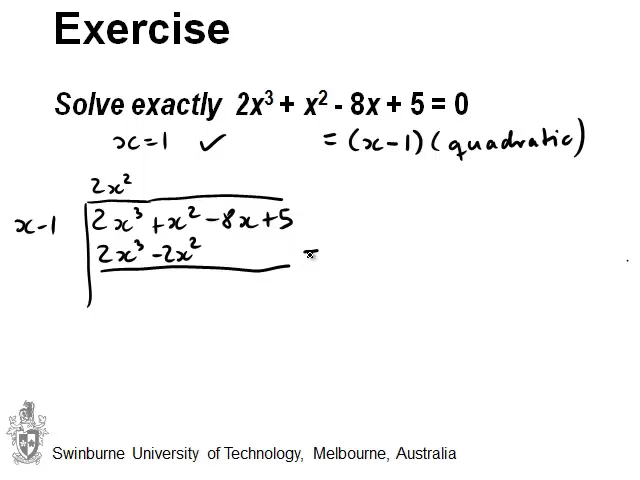 Exercise
Solve exactly 2x³ + x² - 8x + 5 = 0
x=1 ✓ = (x-1)(quadratic)
2x²
x-1 2x³ +x² -8x+5
2x³ -2x² =
Swinburne University of Technology, Melbourne, Australia